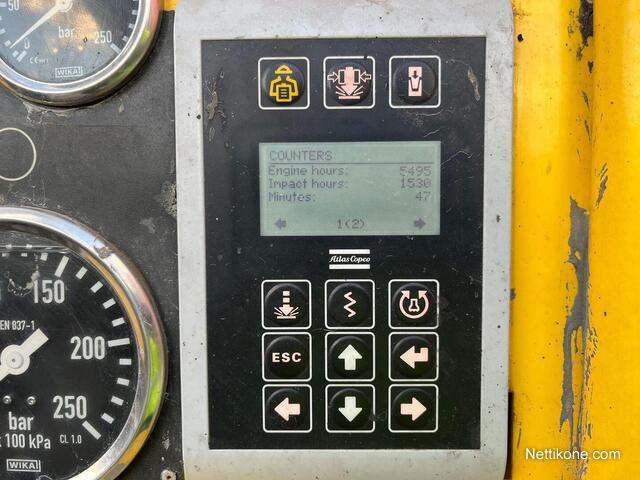 50
250
bar
WIKA
COUNTERS
Engine hours: 5495
Impact hours: 1530
Minutes: 47
1(2)
Atlas Copco
ESC
150
EN 837-1
200
250
bar
x 100 kPa
Cl. 1.0
WIKA
Nettikone.com